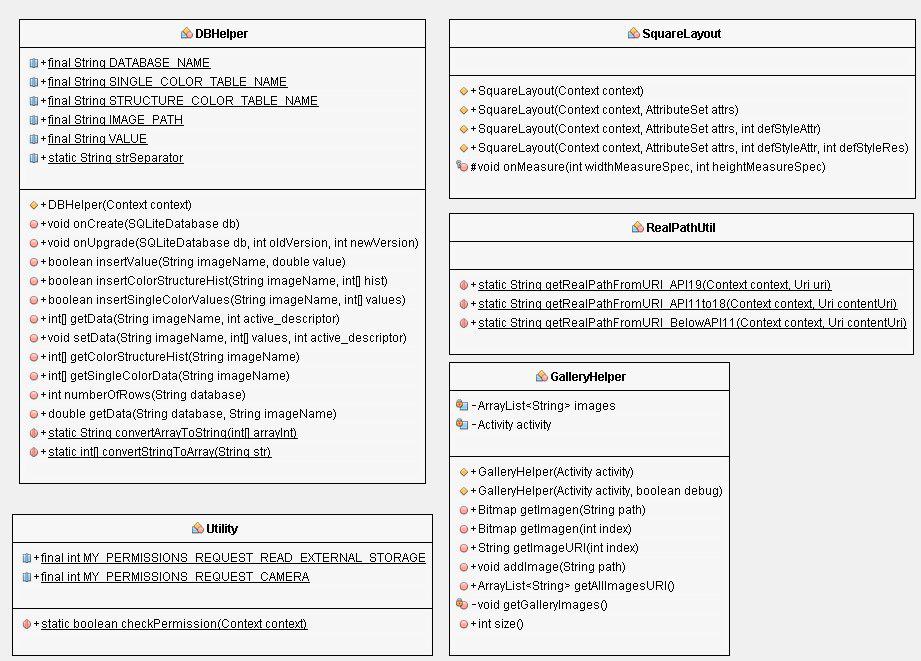 DBHelper
+final String DATABASE_NAME
+final String SINGLE_COLOR_TABLE_NAME
+final String STRUCTURE_COLOR_TABLE_NAME
+final String IMAGE_PATH
+final String VALUE
+static String strSeparator
+DBHelper(Context context)
+void onCreate(SQLiteDatabase db)
+void onUpgrade(SQLiteDatabase db, int oldVersion, int newVersion)
+boolean insertValue(String imageName, double value)
+boolean insertColorStructureHist(String imageName, int[] hist)
+boolean insertSingleColorValues(String imageName, int[] values)
+int[] getData(String imageName, int active_descriptor)
+void setData(String imageName, int[] values, int active_descriptor)
+int[] getColorStructureHist(String imageName)
+int[] getSingleColorData(String imageName)
+int numberOfRows(String database)
+double getData(String database, String imageName)
+static String convertArrayToString(int[] arrayInt)
+static int[] convertStringToArray(String str)
Utility
+final int MY_PERMISSIONS_REQUEST_READ_EXTERNAL_STORAGE
+final int MY_PERMISSIONS_REQUEST_CAMERA
+static boolean checkPermission(Context context)
SquareLayout
+SquareLayout(Context context)
+SquareLayout(Context context, AttributeSet attrs)
+SquareLayout(Context context, AttributeSet attrs, int defStyleAttr)
+SquareLayout(Context context, AttributeSet attrs, int defStyleAttr, int defStyleRes)
#void onMeasure(int widthMeasureSpec, int heightMeasureSpec)
RealPathUtil
+static String getRealPathFromURI_API19(Context context, Uri uri)
+static String getRealPathFromURI_API11to18(Context context, Uri contentUri)
+static String getRealPathFromURI_BelowAPI11(Context context, Uri contentUri)
GalleryHelper
-ArrayList<String> images
-Activity activity
+GalleryHelper(Activity activity)
+GalleryHelper(Activity activity, boolean debug)
+Bitmap getImagen(String path)
+Bitmap getImagen(int index)
+String getImageURI(int index)
+void addImage(String path)
+ArrayList<String> getAllImagesURI()
-void getGalleryImages()
+int size()